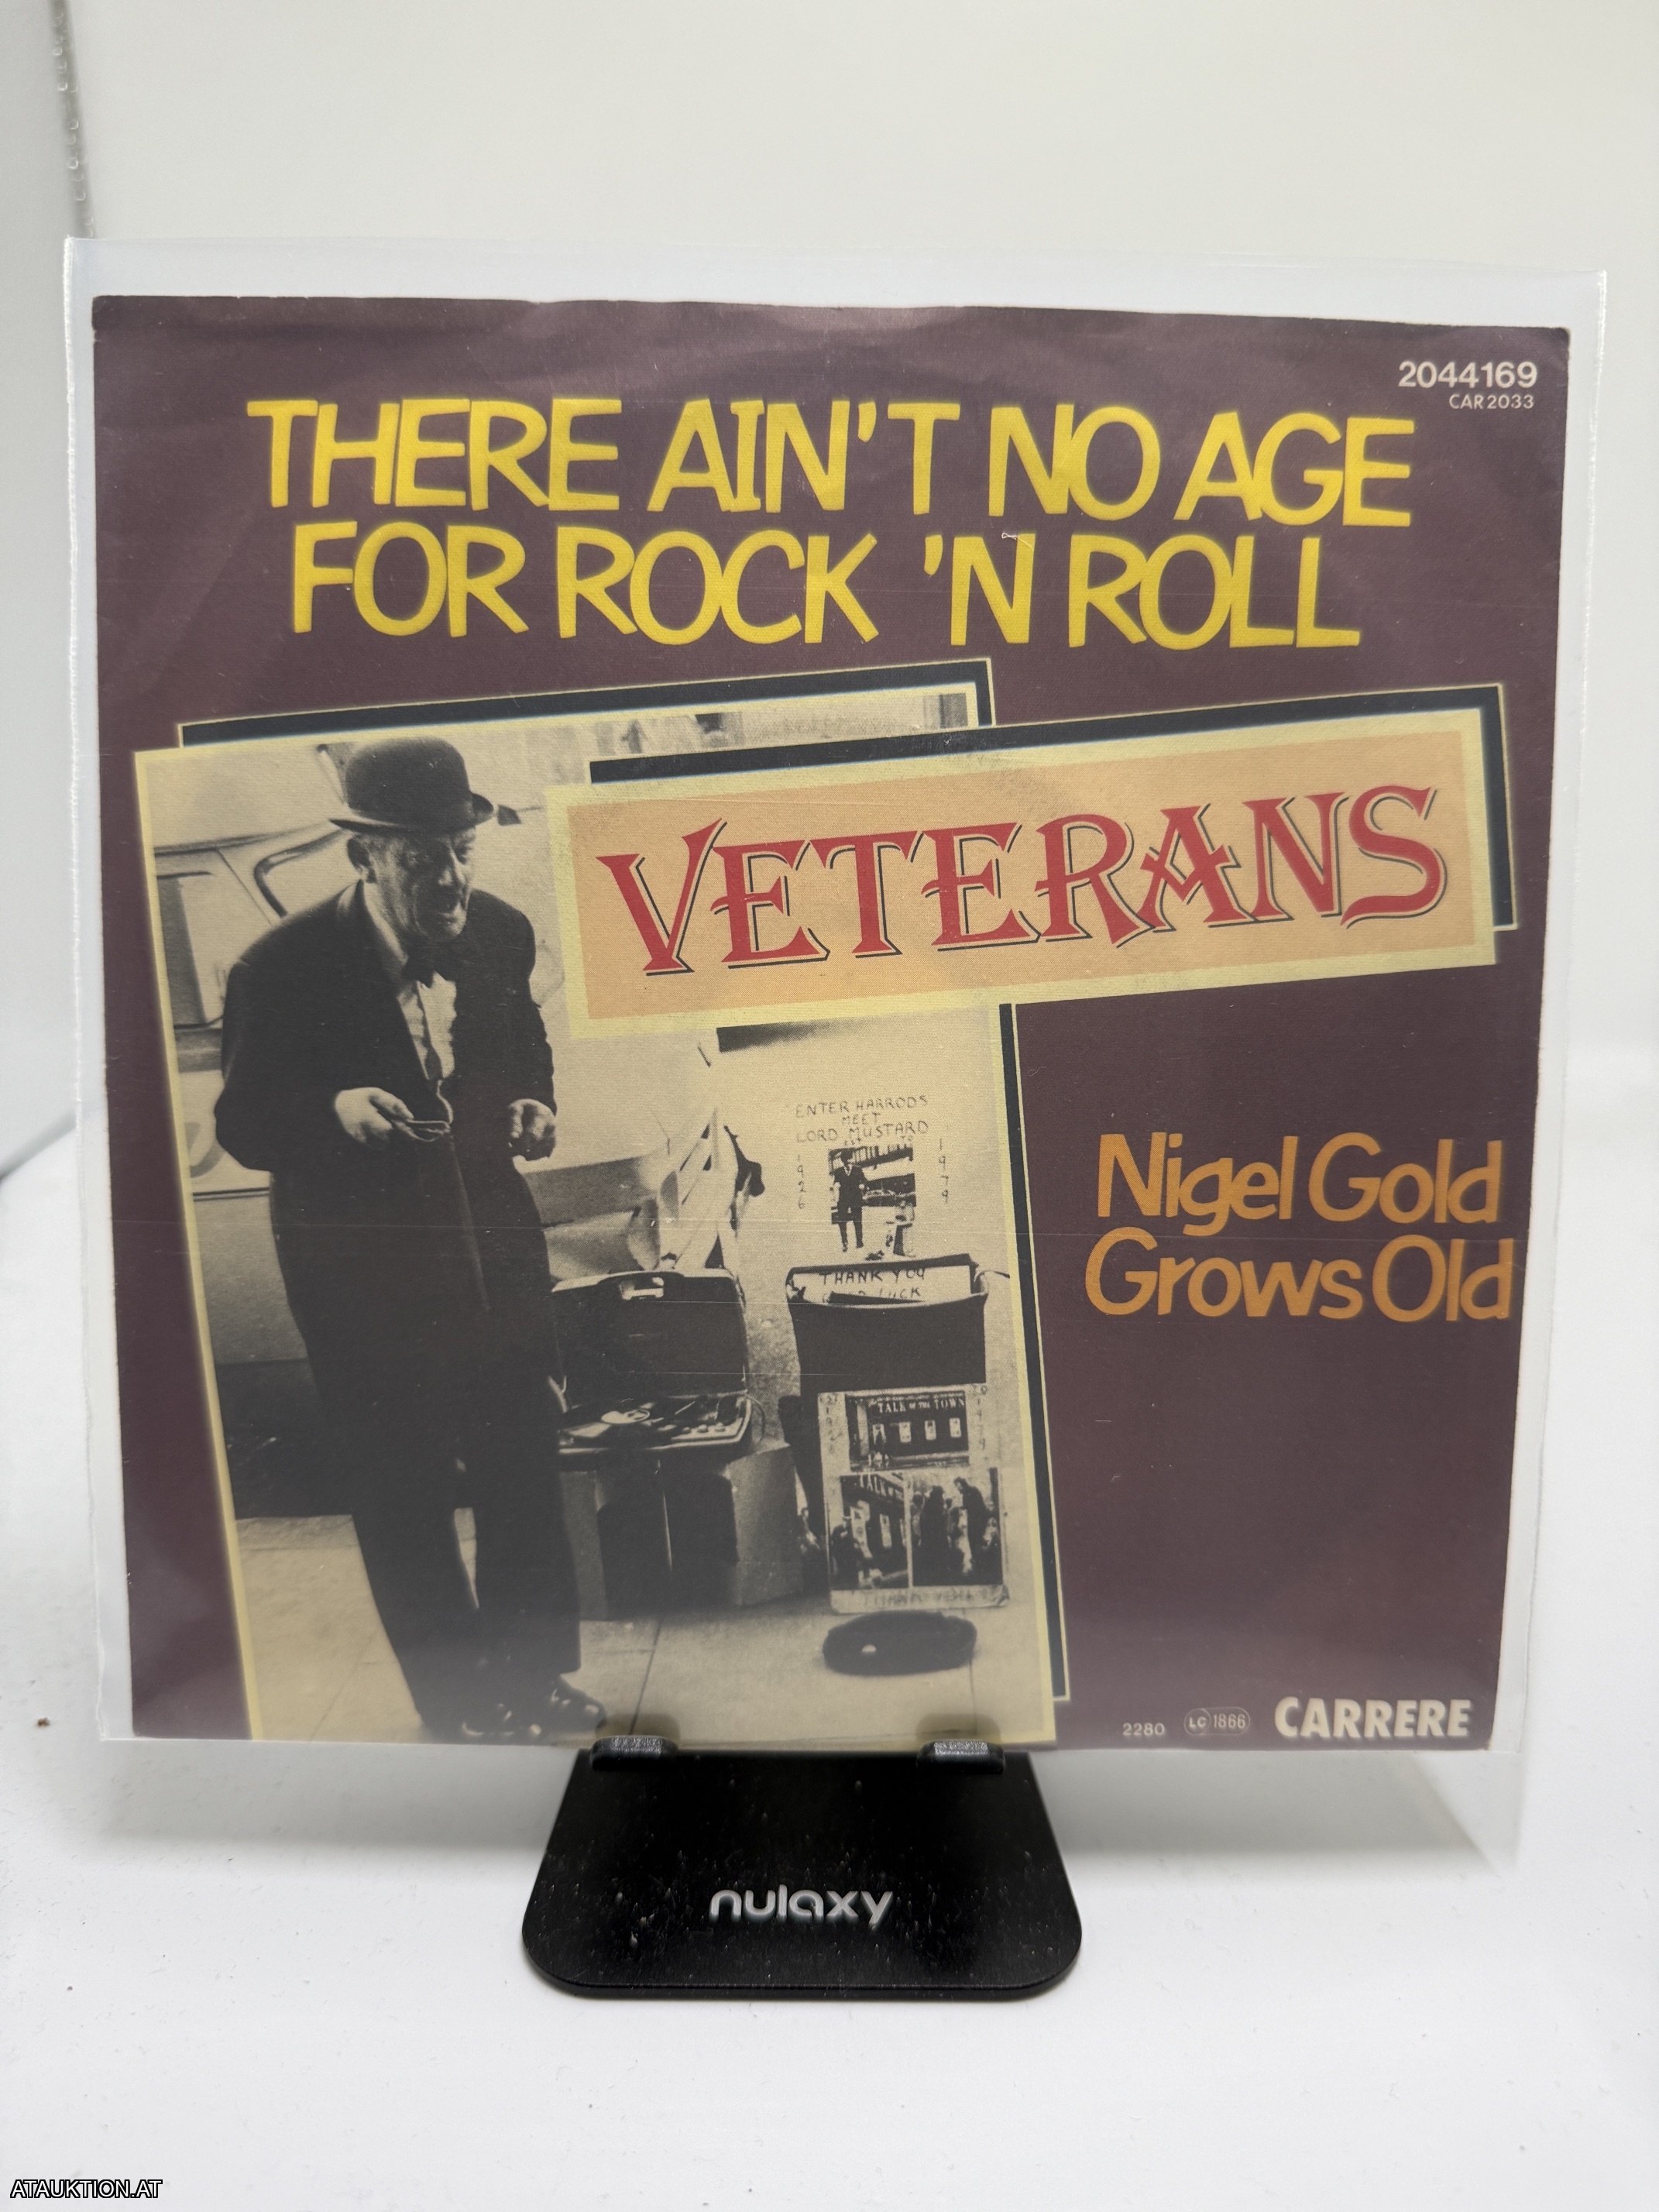 2044169
CAR 2033
THERE AIN'T NO AGE
FOR ROCK 'N ROLL
VETERANS
ENTER HARRODS
MEET
LORD MUSTARD
1926
1979
THANK YOU
LUCK
TALK OF THE TOWN
Nigel Gold
Grows Old
2280 LC 1866 CARRERE
nulaxy
ATAUKTION.AT